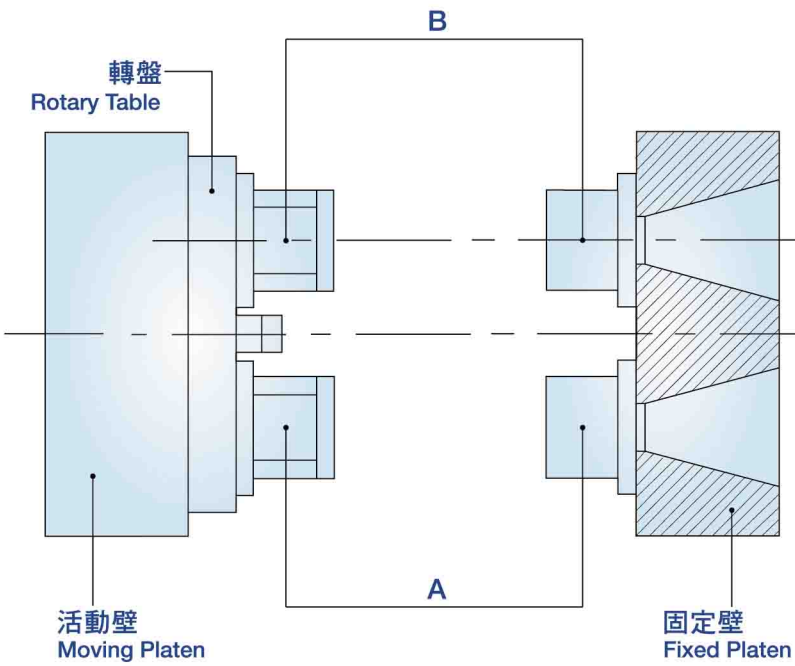 B
轉盤
Rotary Table
A
活動壁
Moving Platen
固定壁
Fixed Platen